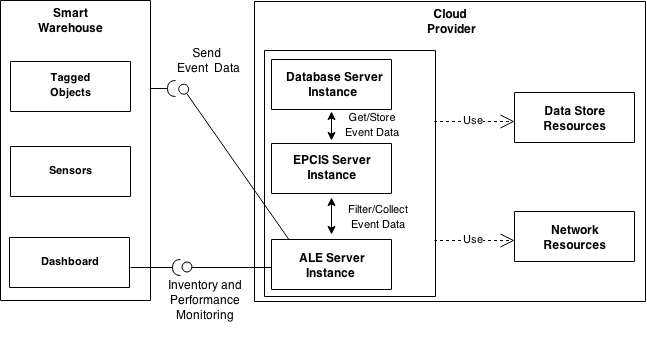 Smart
Warehouse
Tagged
Objects
Sensors
Dashboard
Send
Event Data
Inventory and
Performance
Monitoring
Cloud
Provider
Database Server
Instance
Get/Store
Event Data
EPCIS Server
Instance
Filter/Collect
Event Data
ALE Server
Instance
Use
Data Store
Resources
Use
Network
Resources